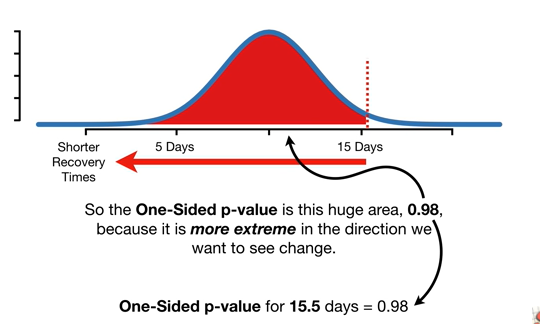 5 Days
15 Days
Shorter
Recovery
Times
So the One-Sided p-value is this huge area, 0.98,
because it is more extreme in the direction we
want to see change.
One-Sided p-value for 15.5 days = 0.98